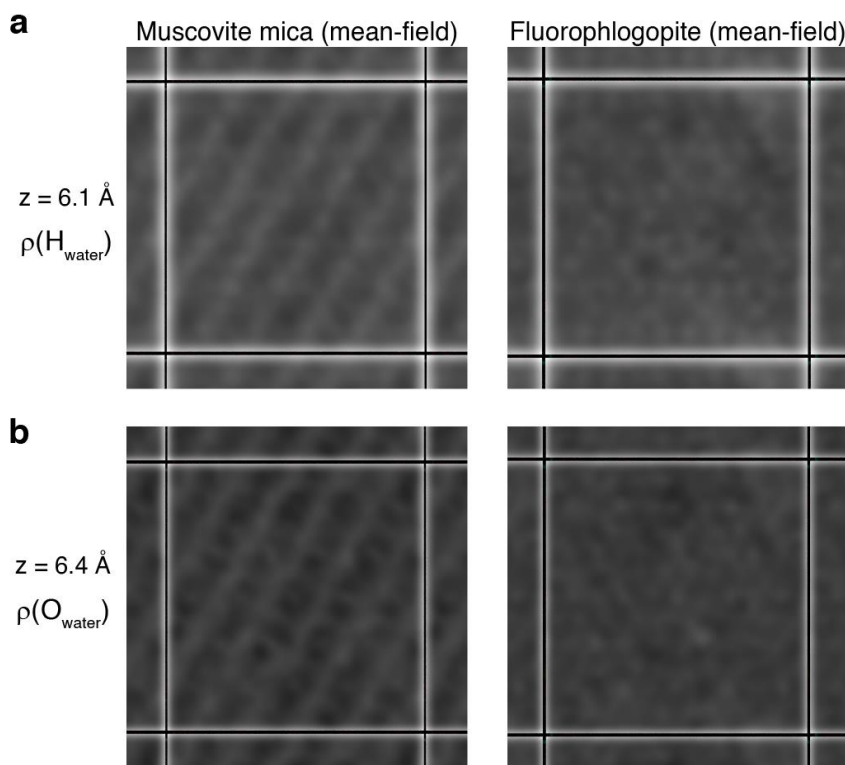 a
Muscovite mica (mean-field)
Fluorophlogopite (mean-field)
z = 6.1 Å
ρ(H_water)
b
z = 6.4 Å
ρ(O_water)